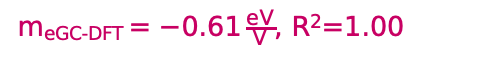 m_eGC-DFT = −0.61 eV/V, R²=1.00